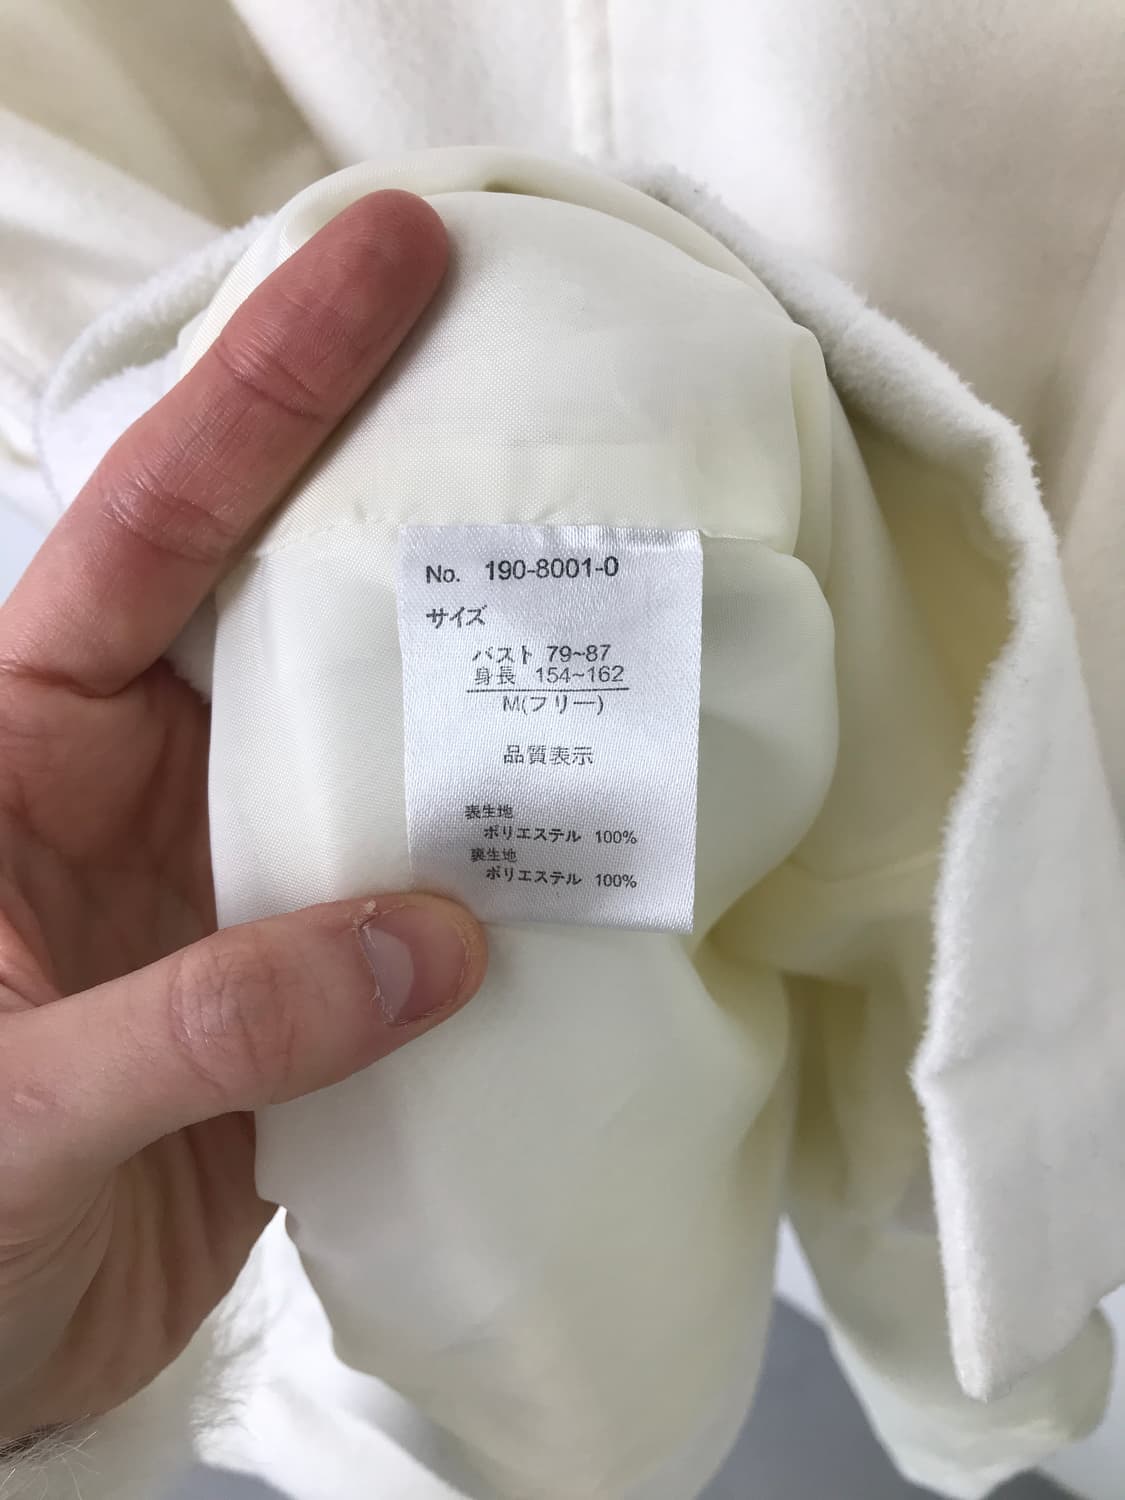 No. 190-8001-0
サイズ
バスト 79~87
身長 154~162
M(フリー)
品質表示
表生地
ポリエステル 100%
裏生地
ポリエステル 100%